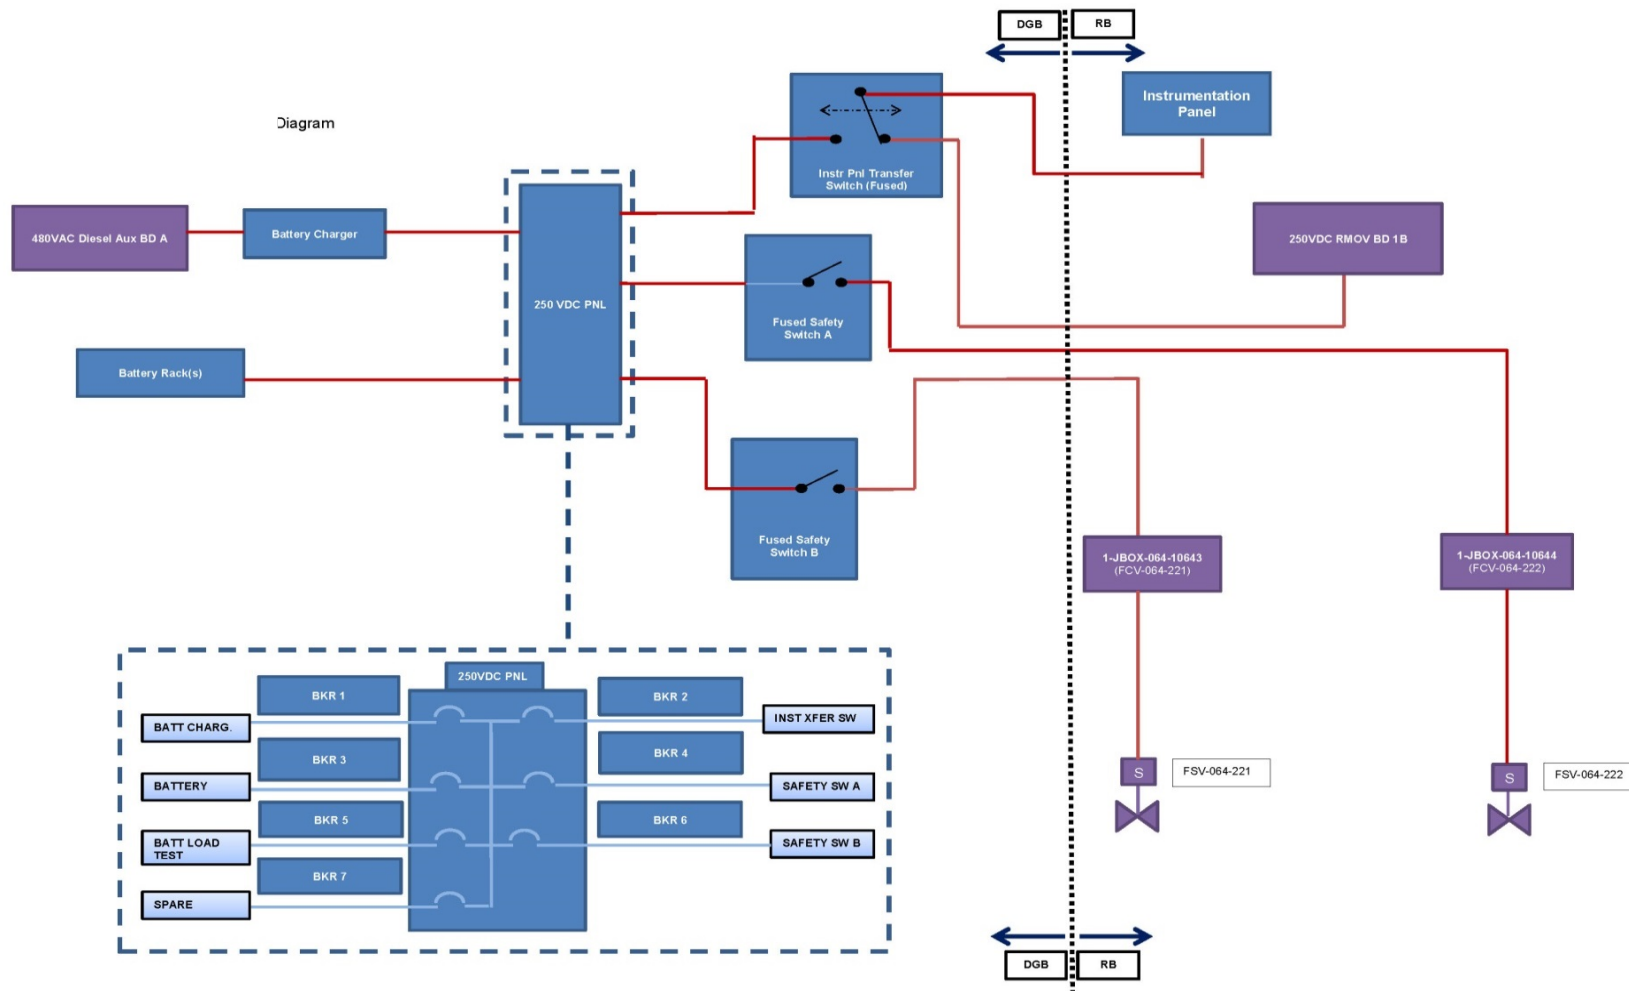 DGB
RB
Diagram
Instrumentation
Panel
Instr Pnl Transfer
Switch (Fused)
480VAC Diesel Aux BD A
Battery Charger
250VDC RMOV BD 1B
250 VDC PNL
Fused Safety
Switch A
Battery Rack(s)
Fused Safety
Switch B
1-JBOX-064-10643
(FCV-064-221)
1-JBOX-064-10644
(FCV-064-222)
250VDC PNL
BKR 1
BKR 2
BATT CHARG.
INST XFER SW
BKR 3
BKR 4
BATTERY
SAFETY SW A
BKR 5
BKR 6
BATT LOAD
TEST
SAFETY SW B
BKR 7
SPARE
S
FSV-064-221
S
FSV-064-222
DGB
RB